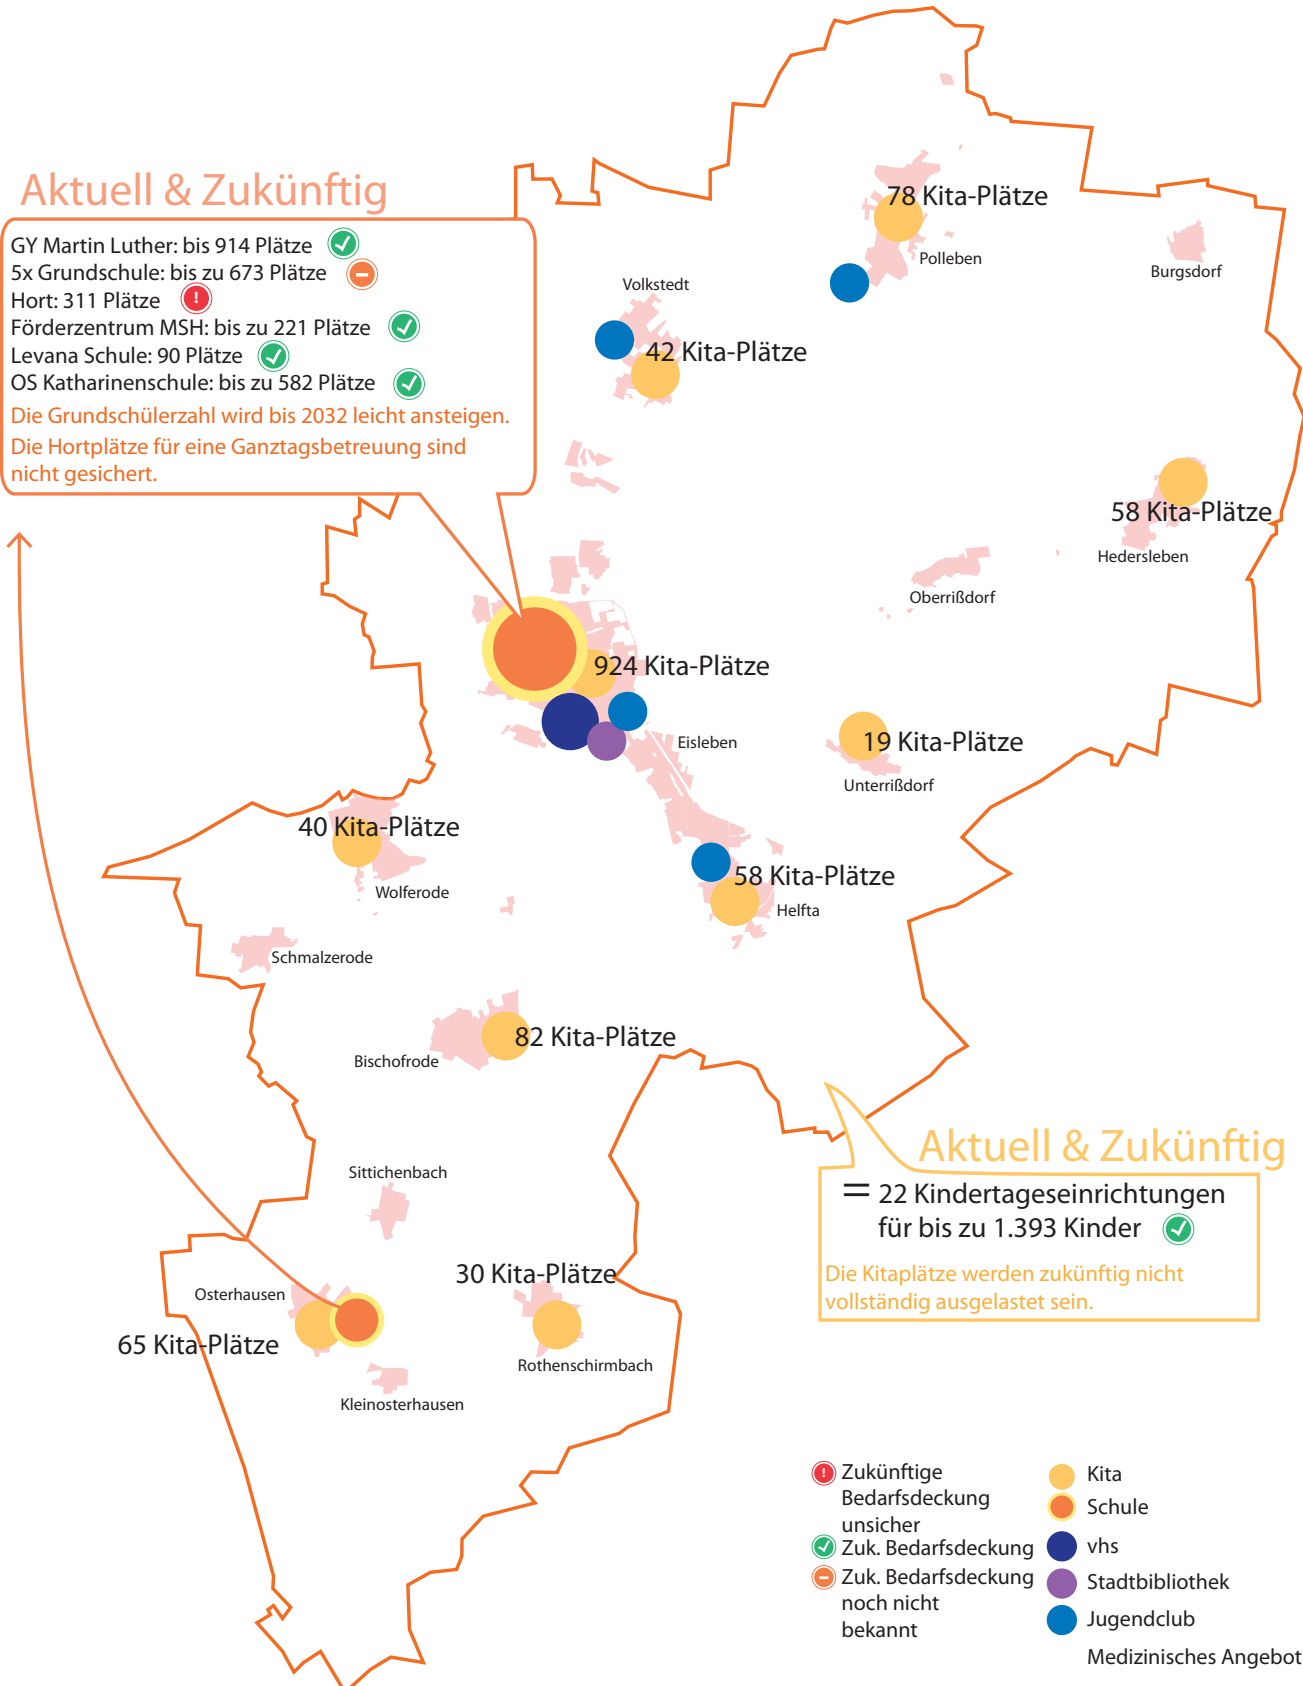 Aktuell & Zukünftig
GY Martin Luther: bis 914 Plätze
5x Grundschule: bis zu 673 Plätze
Hort: 311 Plätze
Förderzentrum MSH: bis zu 221 Plätze
Levana Schule: 90 Plätze
OS Katharinenschule: bis zu 582 Plätze
Die Grundschülerzahl wird bis 2032 leicht ansteigen.
Die Hortplätze für eine Ganztagsbetreuung sind
nicht gesichert.
78 Kita-Plätze
Polleben
Burgsdorf
Volkstedt
42 Kita-Plätze
58 Kita-Plätze
Hedersleben
Oberrißdorf
924 Kita-Plätze
Eisleben
19 Kita-Plätze
Unterrißdorf
40 Kita-Plätze
Wolferode
58 Kita-Plätze
Helfta
Schmalzerode
82 Kita-Plätze
Bischofrode
Aktuell & Zukünftig
= 22 Kindertageseinrichtungen
für bis zu 1.393 Kinder
Die Kitaplätze werden zukünftig nicht
vollständig ausgelastet sein.
Sittichenbach
30 Kita-Plätze
Osterhausen
65 Kita-Plätze
Rothenschirmbach
Kleinosterhausen
! Zukünftige
Bedarfsdeckung
unsicher
Zuk. Bedarfsdeckung
Zuk. Bedarfsdeckung
noch nicht
bekannt
Kita
Schule
vhs
Stadtbibliothek
Jugendclub
Medizinisches Angebot